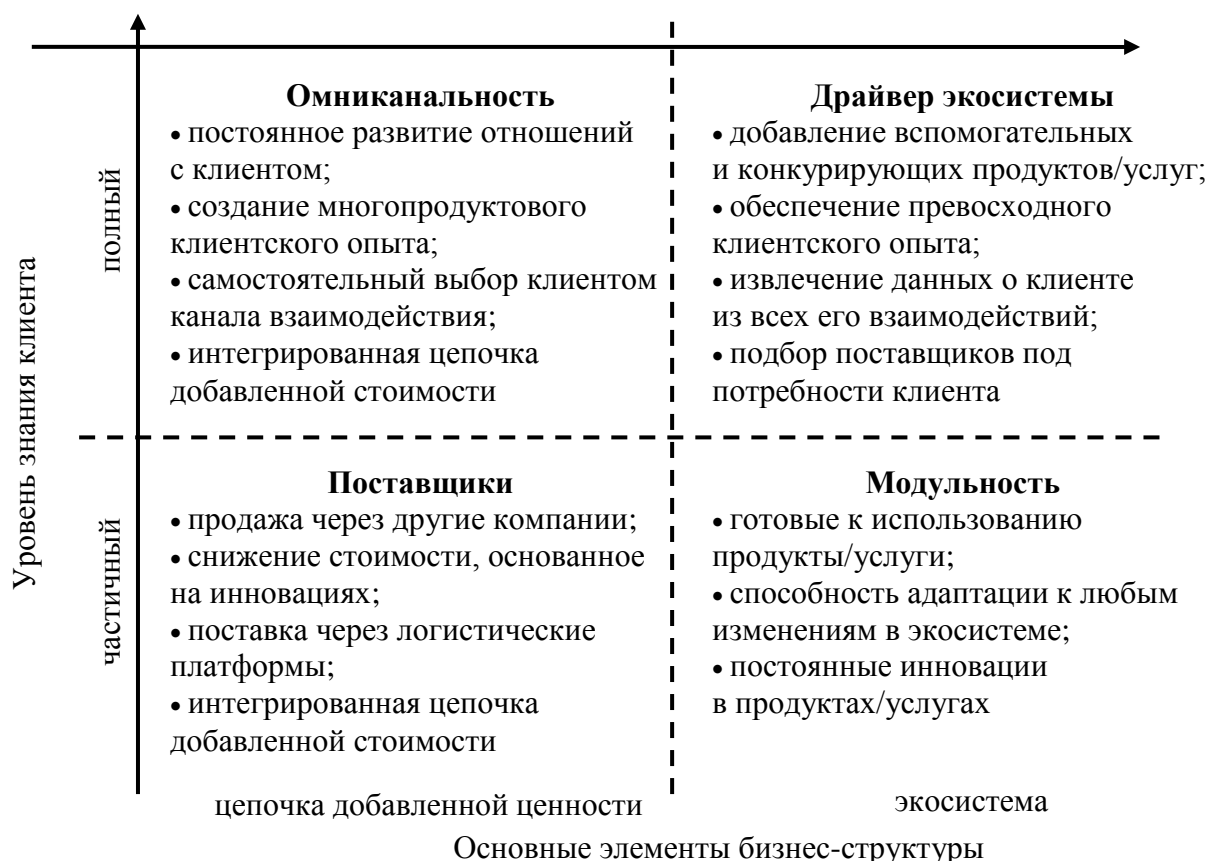 Уровень знания клиента
полный
Омниканальность
• постоянное развитие отношений
с клиентом;
• создание многопродуктового
клиентского опыта;
• самостоятельный выбор клиентом
канала взаимодействия;
• интегрированная цепочка
добавленной стоимости
Драйвер экосистемы
• добавление вспомогательных
и конкурирующих продуктов/услуг;
• обеспечение превосходного
клиентского опыта;
• извлечение данных о клиенте
из всех его взаимодействий;
• подбор поставщиков под
потребности клиента
частичный
Поставщики
• продажа через другие компании;
• снижение стоимости, основанное
на инновациях;
• поставка через логистические
платформы;
• интегрированная цепочка
добавленной стоимости
Модульность
• готовые к использованию
продукты/услуги;
• способность адаптации к любым
изменениям в экосистеме;
• постоянные инновации
в продуктах/услугах
цепочка добавленной ценности
экосистема
Основные элементы бизнес-структуры